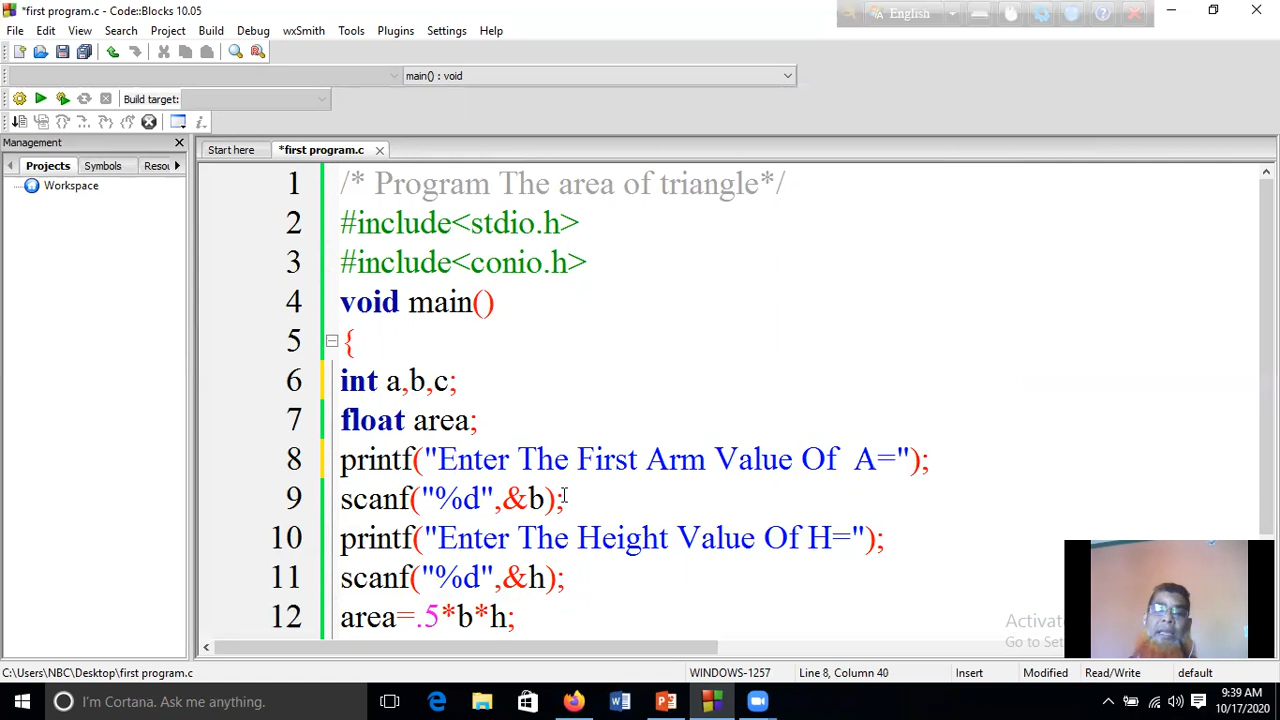 *first program.c - Code::Blocks 10.05
English
File Edit View Search Project Build Debug wxSmith Tools Plugins Settings Help
main() : void
Build target:
Management
Projects Symbols Resou
Workspace
Start here *first program.c
1 /* Program The area of triangle*/
2 #include<stdio.h>
3 #include<conio.h>
4 void main()
5 {
6 int a,b,c;
7 float area;
8 printf("Enter The First Arm Value Of  A=");
9 scanf("%d",&b);
10 printf("Enter The Height Value Of H=");
11 scanf("%d",&h);
12 area=.5*b*h;
Activat
Go to Set
C:\Users\NBC\Desktop\first program.c WINDOWS-1257 Line 8, Column 40 Insert Modified Read/Write default
I'm Cortana. Ask me anything.
9:39 AM
10/17/2020